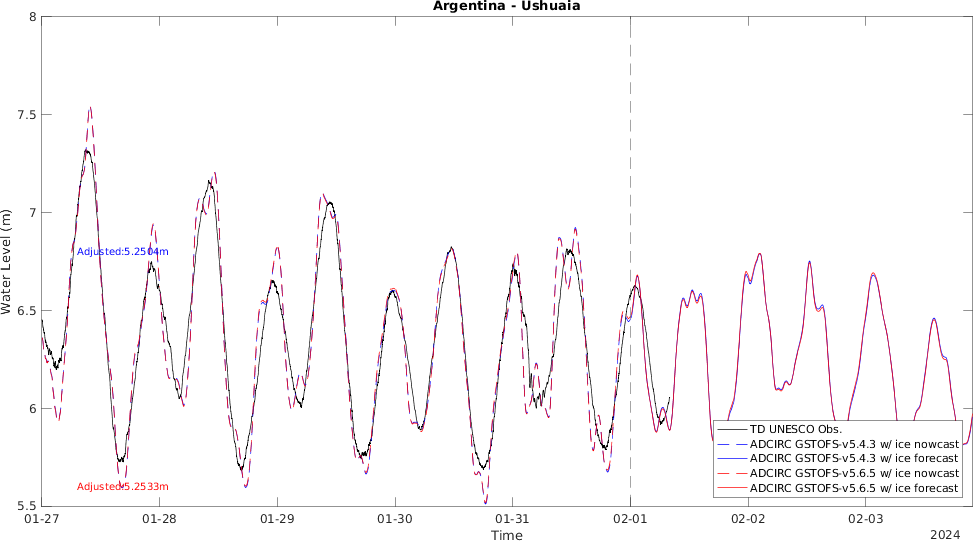 Argentina - Ushuaia
8
7.5
7
6.5
6
5.5
Water Level (m)
Adjusted:5.2504m
Adjusted:5.2533m
TD UNESCO Obs.
ADCIRC GSTOFS-v5.4.3 w/ ice nowcast
ADCIRC GSTOFS-v5.4.3 w/ ice forecast
ADCIRC GSTOFS-v5.6.5 w/ ice nowcast
ADCIRC GSTOFS-v5.6.5 w/ ice forecast
01-27 01-28 01-29 01-30 01-31 02-01 02-02 02-03
Time
2024